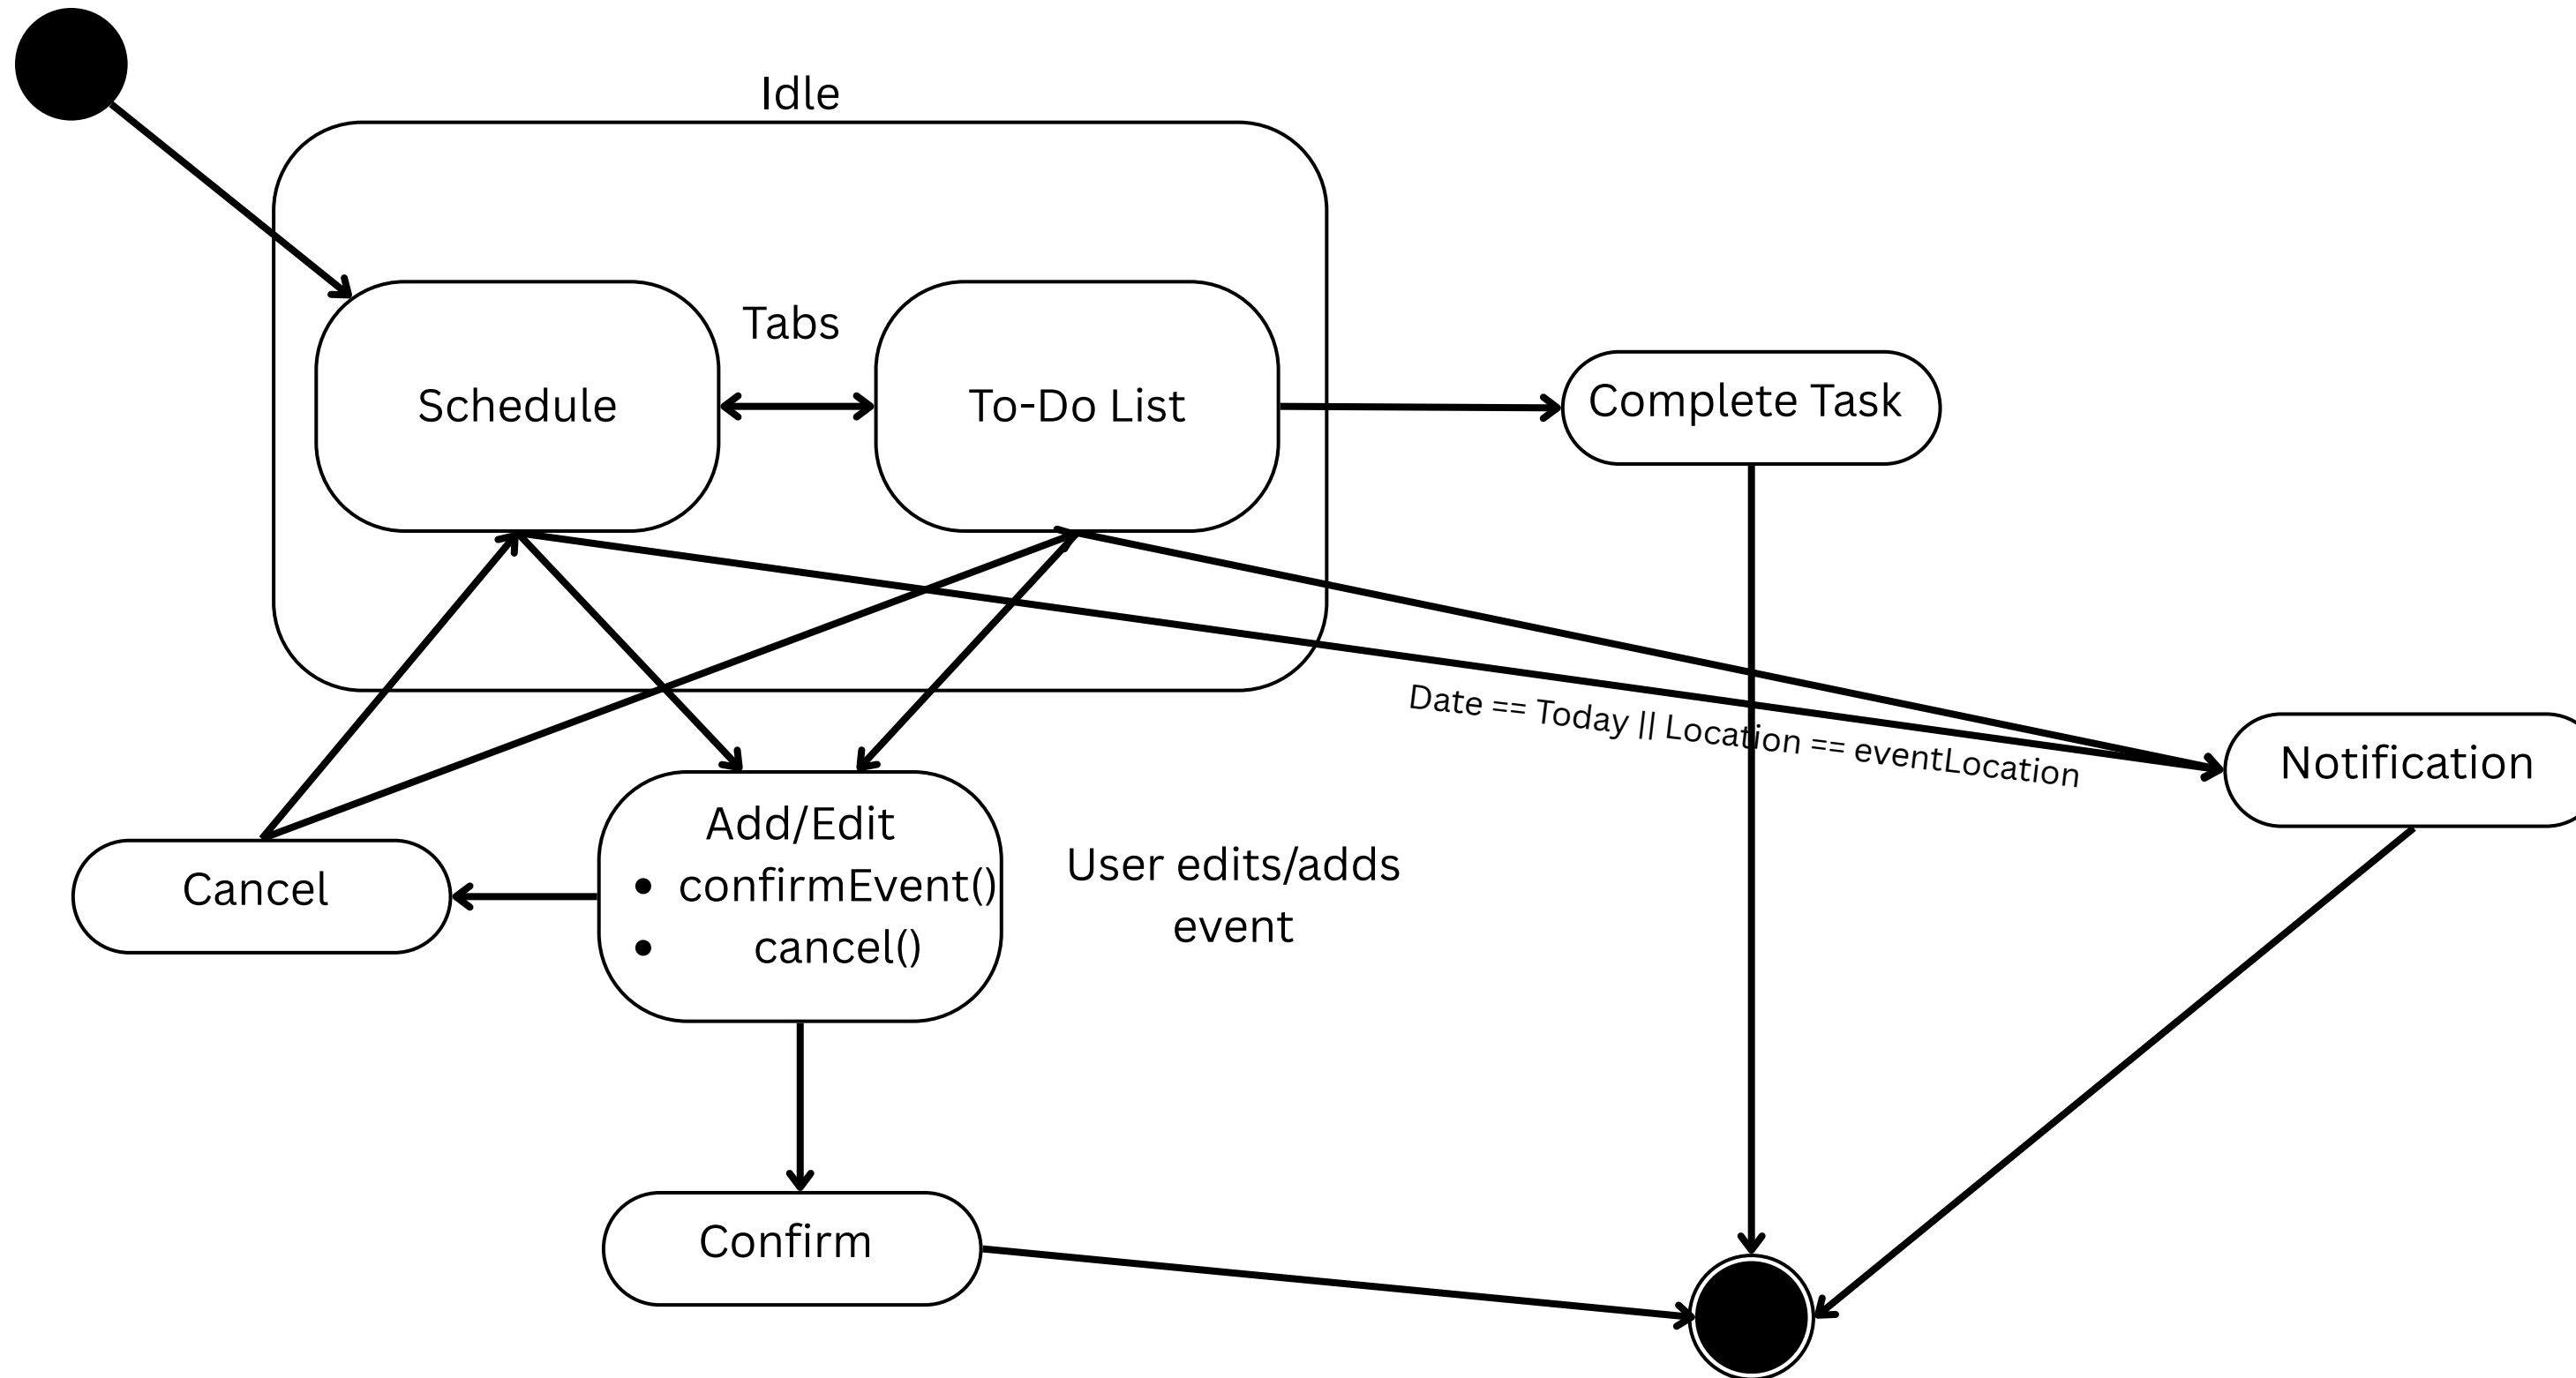 Idle
Tabs
Schedule
To-Do List
Complete Task
Date == Today || Location == eventLocation
Notification
Add/Edit
• confirmEvent()
• cancel()
User edits/adds
event
Cancel
Confirm